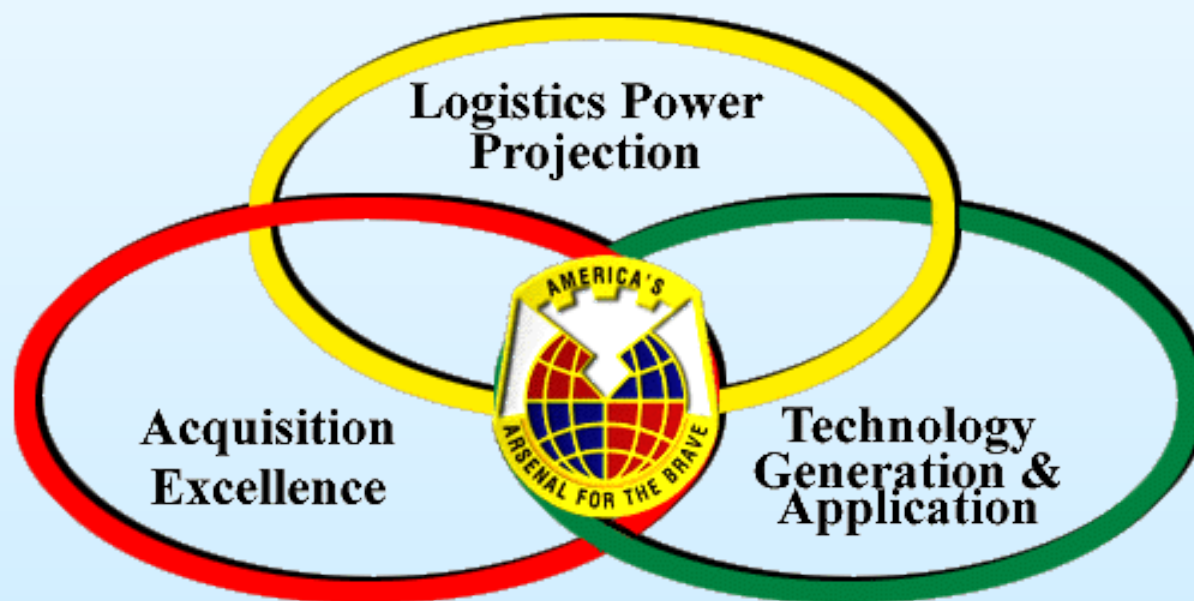 Logistics Power
Projection
AMERICA'S
ARSENAL FOR THE BRAVE
Acquisition
Excellence
Technology
Generation &
Application